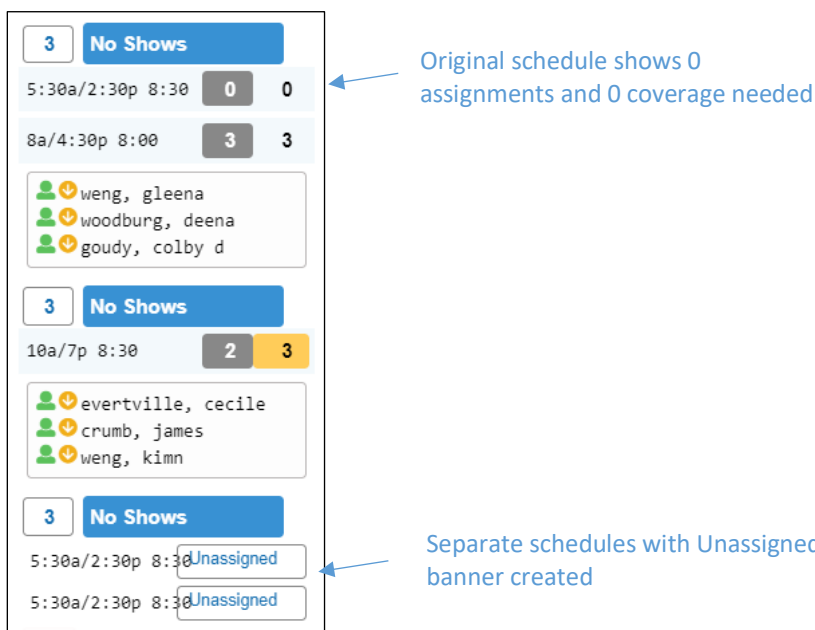 3 No Shows
5:30a/2:30p 8:30 0 0
Original schedule shows 0
assignments and 0 coverage needed
8a/4:30p 8:00 3 3
weng, gleena
woodburg, deena
goudy, colby d
3 No Shows
10a/7p 8:30 2 3
evertville, cecile
crumb, james
weng, kimn
3 No Shows
5:30a/2:30p 8:30 Unassigned
Separate schedules with Unassigned
banner created
5:30a/2:30p 8:30 Unassigned